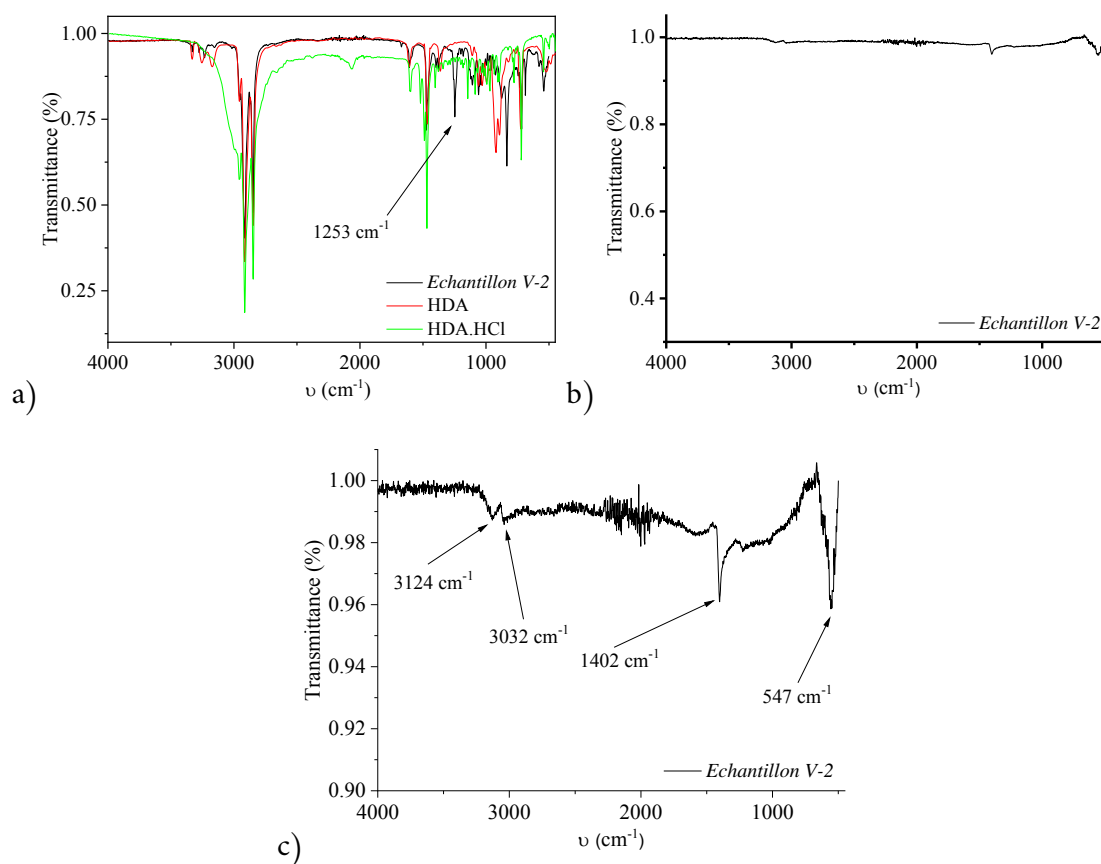 a)
Transmittance (%)
1.00
0.75
0.50
0.25
1253 cm-1
Echantillon V-2
HDA
HDA.HCl
4000
3000
2000
1000
υ (cm-1)
b)
Transmittance (%)
1.0
0.8
0.6
0.4
Echantillon V-2
4000
3000
2000
1000
υ (cm-1)
c)
Transmittance (%)
1.00
0.98
0.96
0.94
0.92
0.90
3124 cm-1
3032 cm-1
1402 cm-1
547 cm-1
Echantillon V-2
4000
3000
2000
1000
υ (cm-1)